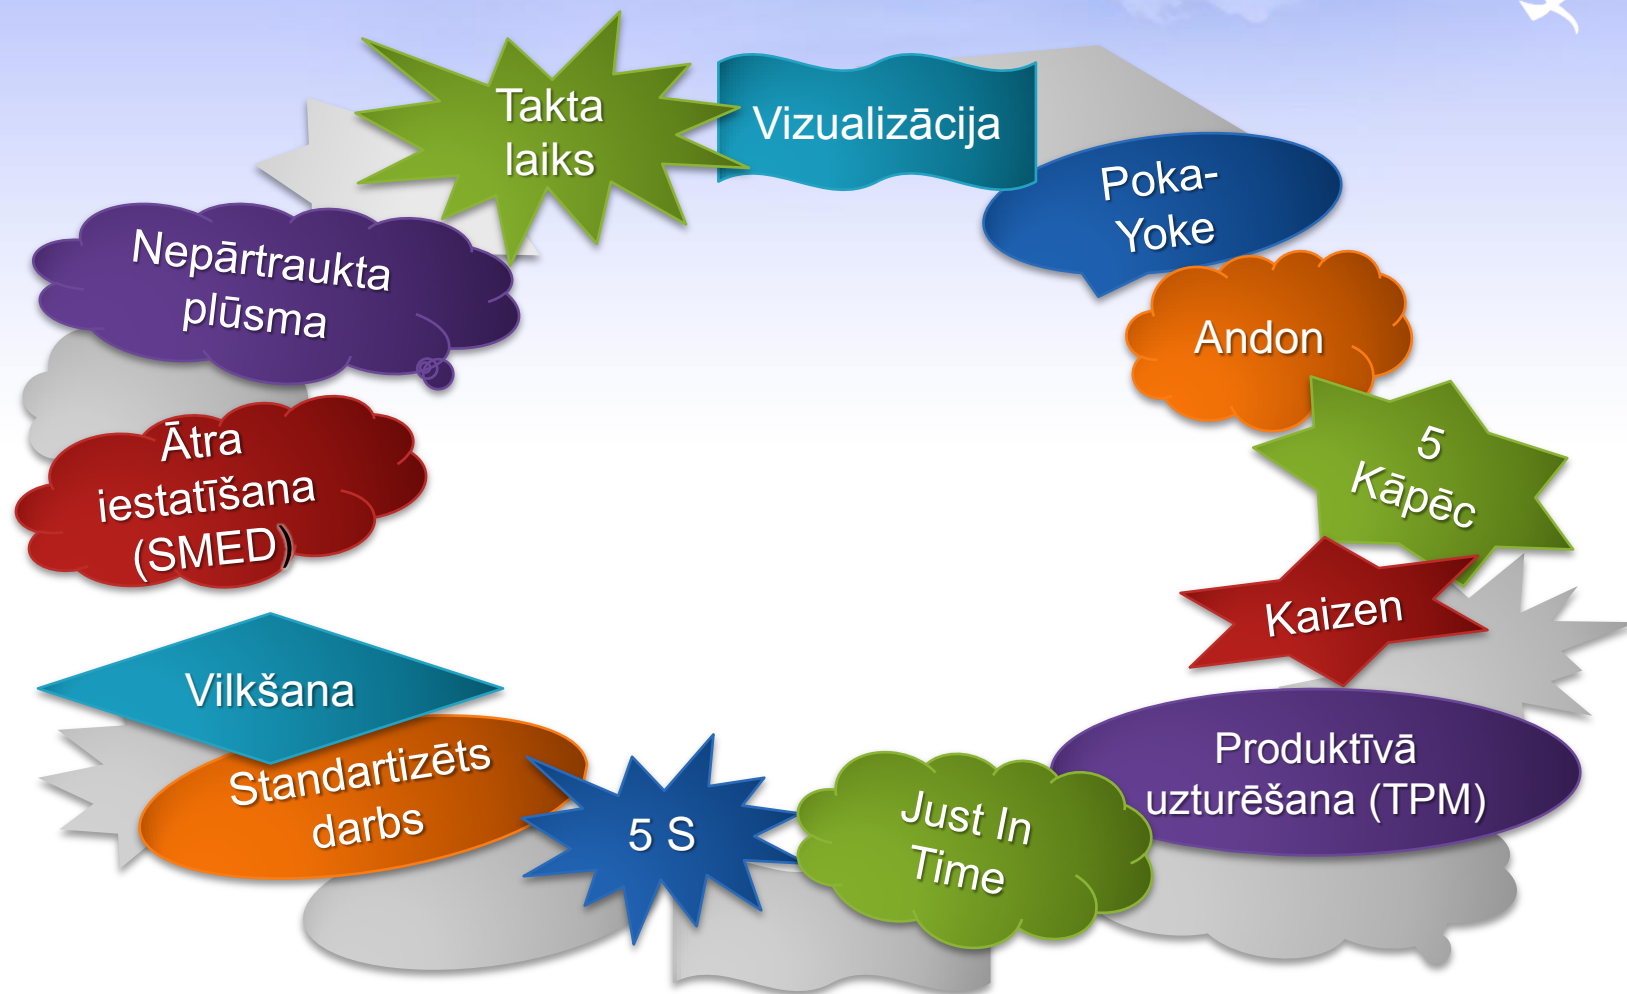 Takta
laiks
Vizualizācija
Poka-
Yoke
Andon
5
Kāpēc
Kaizen
Produktīvā
uzturēšana (TPM)
Just In
Time
5 S
Standartizēts
darbs
Vilkšana
Ātra
iestatīšana
(SMED)
Nepārtraukta
plūsma